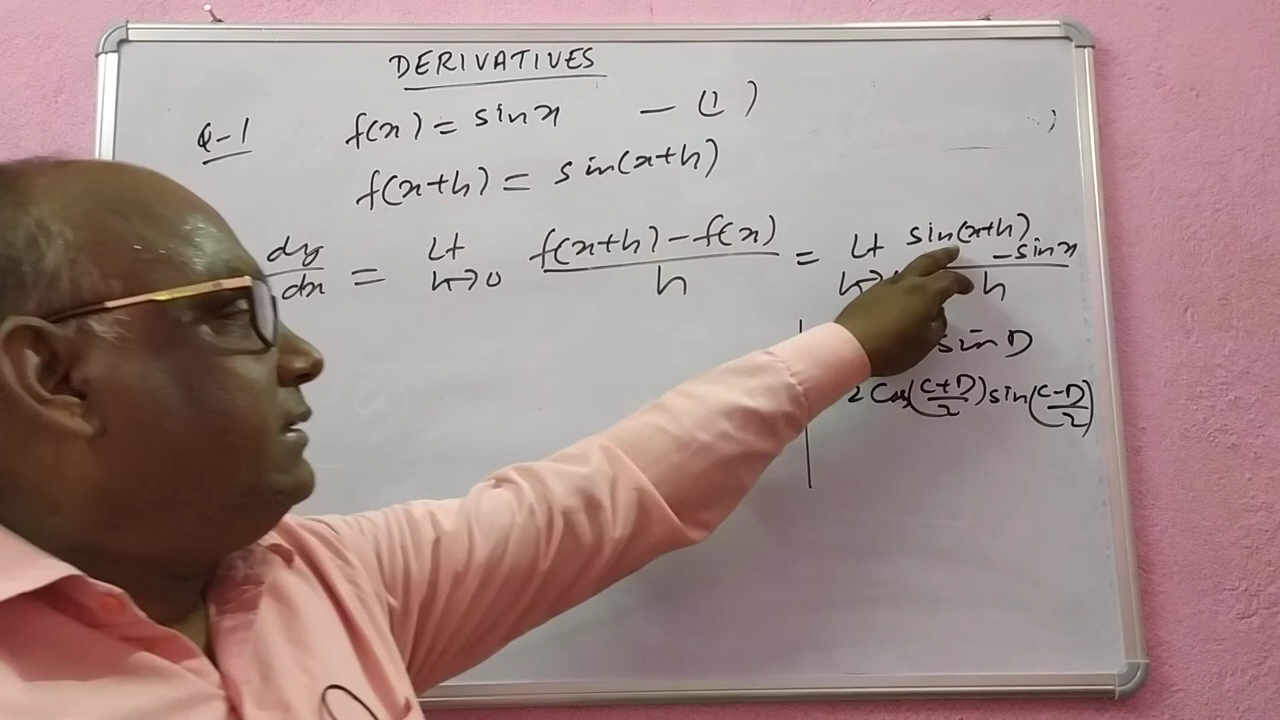 DERIVATIVES
Q-1 f(x) = sin x — (1)
f(x+h) = sin(x+h)
dy/dx = Lt h→0 f(x+h) - f(x) / h = Lt sin(x+h) - sin x / h
sin D
2 Cos(C+D/2) sin(C-D/2)